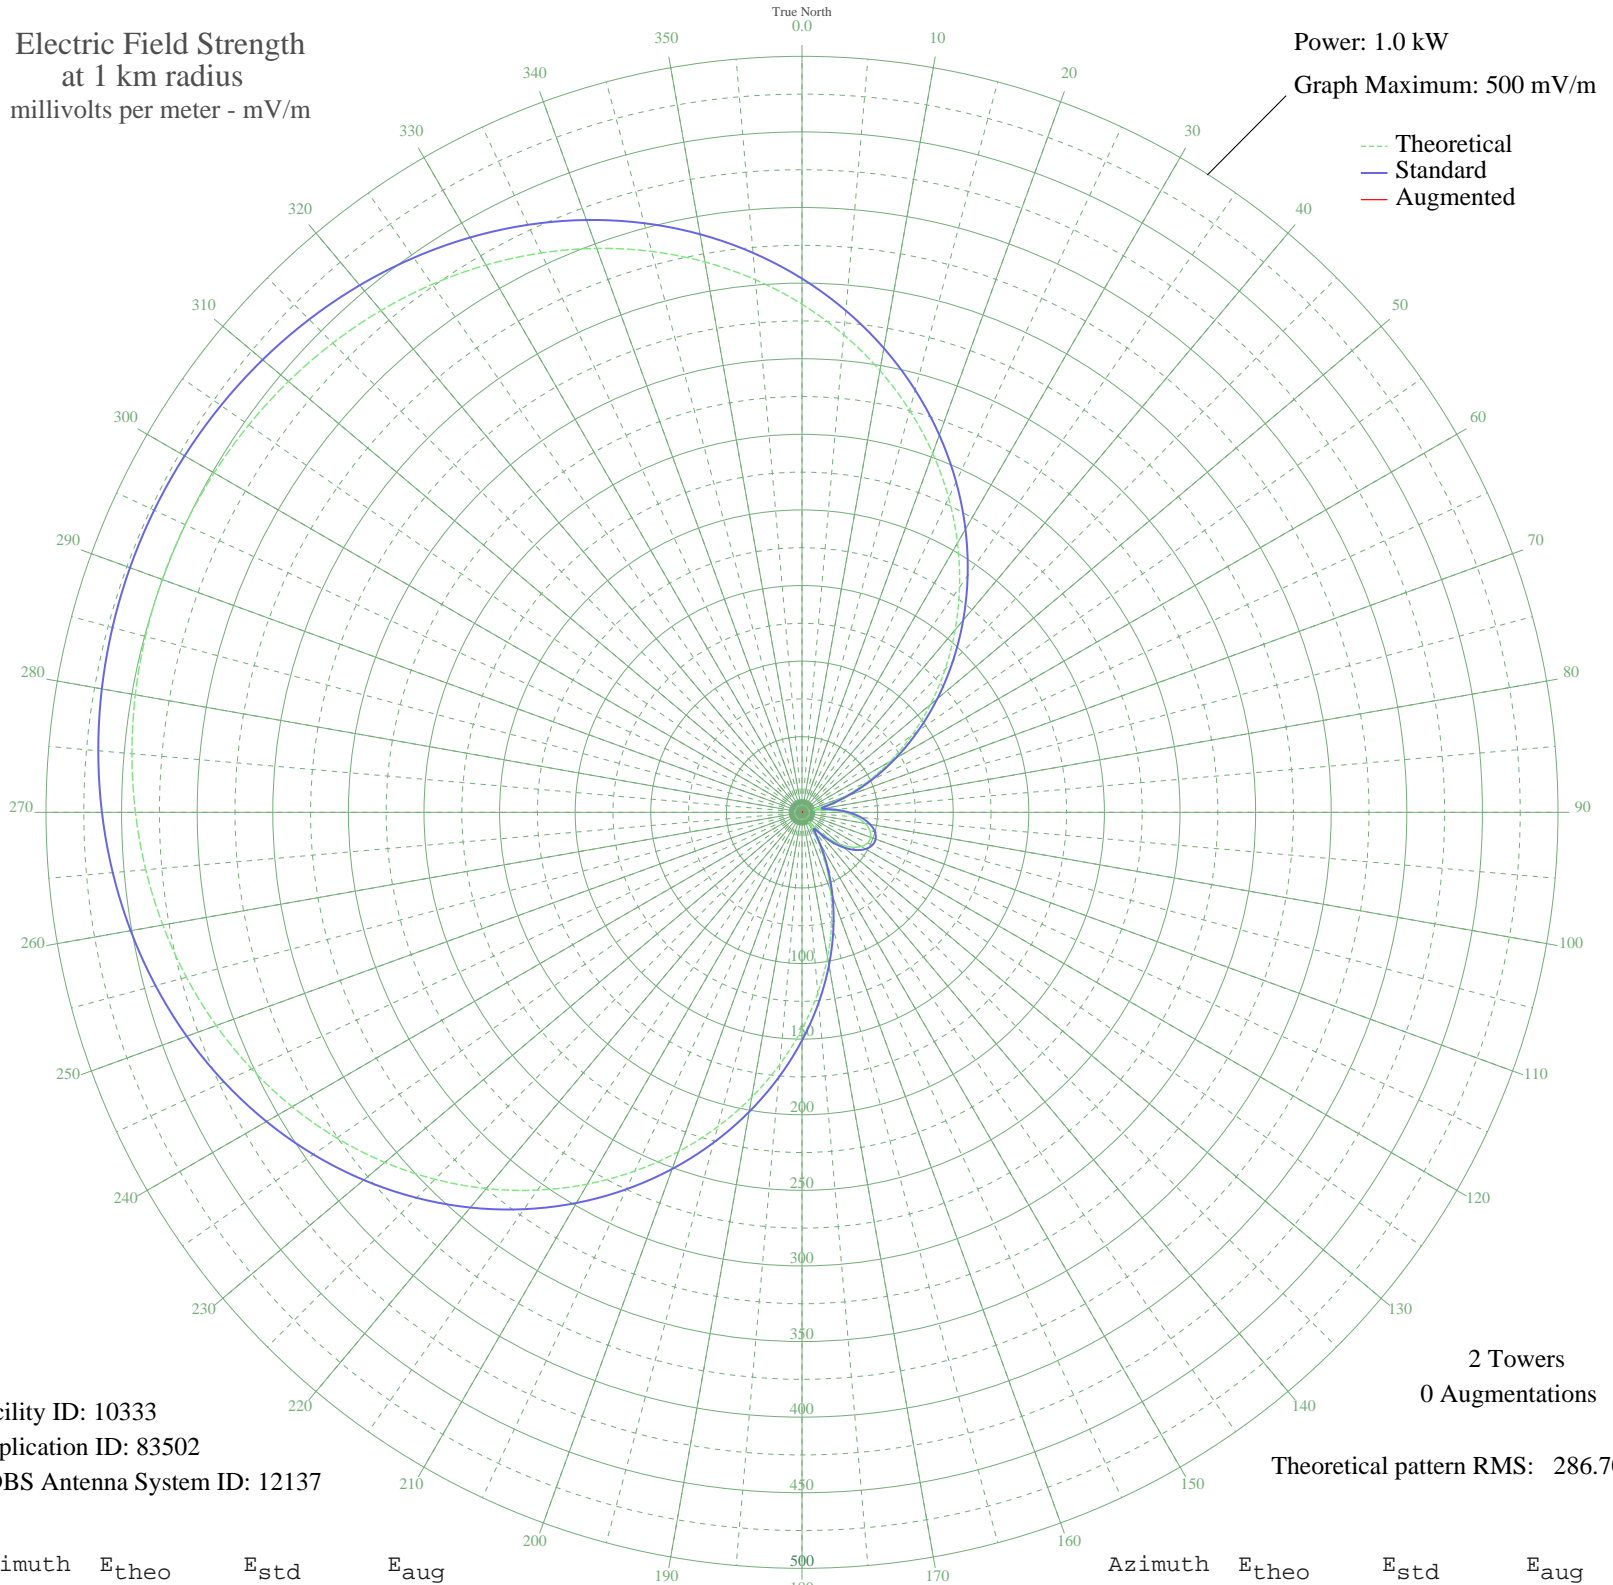 True North
0.0
Electric Field Strength
at 1 km radius
millivolts per meter - mV/m
Power: 1.0 kW
Graph Maximum: 500 mV/m
Theoretical
Standard
Augmented
10
20
30
40
50
60
70
80
90
100
110
120
130
140
150
160
170
190
200
210
220
230
240
250
260
270
280
290
300
310
320
330
340
350
100
150
200
250
300
350
400
450
500
2 Towers
0 Augmentations
Theoretical pattern RMS: 286.70
cility ID: 10333
plication ID: 83502
DBS Antenna System ID: 12137
imuth Etheo Estd Eaug
Azimuth Etheo Estd Eaug